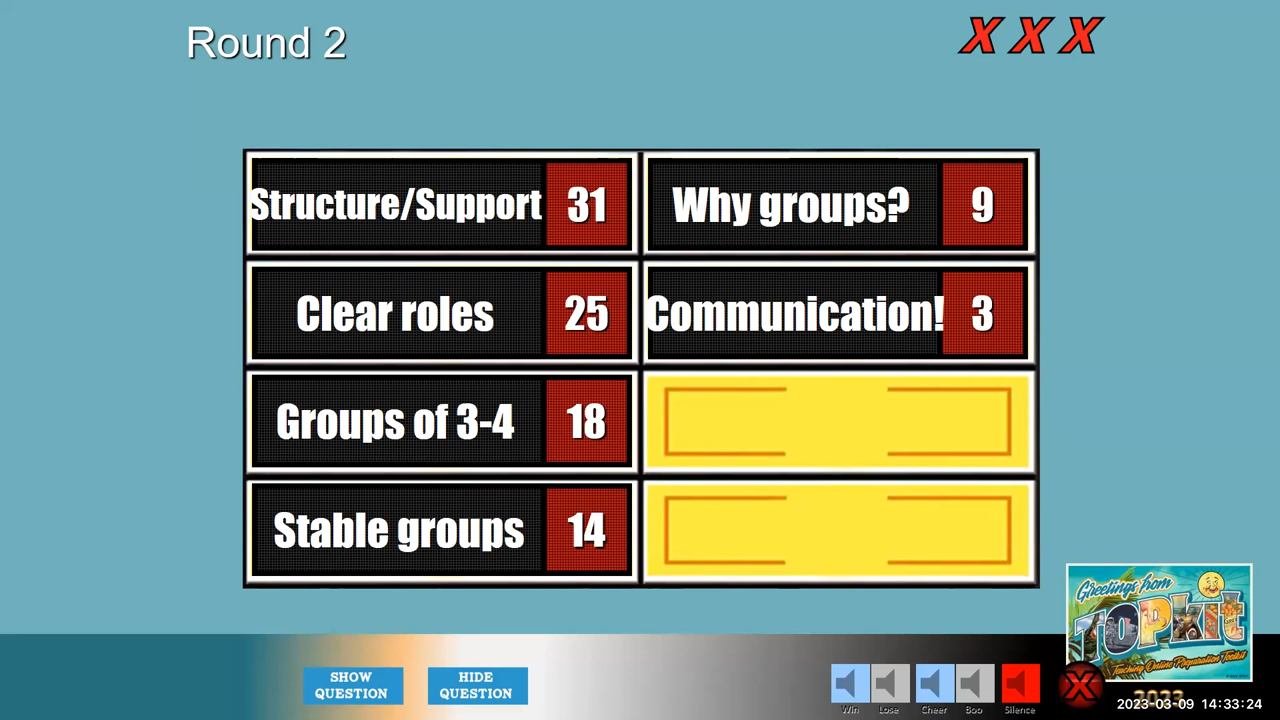 Round 2
X X X
Structure/Support 31
Why groups? 9
Clear roles 25
Communication! 3
Groups of 3-4 18
Stable groups 14
Greetings from
TOPkit
Teaching Online Preparation Toolkit
SHOW
QUESTION
HIDE
QUESTION
Win
Lose
Cheer
Boo
Silence
X
2023
2023-03-09 14:33:24